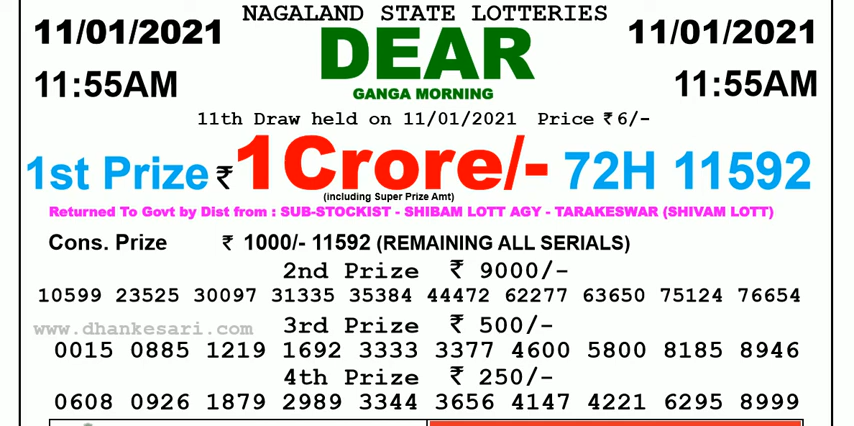 NAGALAND STATE LOTTERIES
11/01/2021 DEAR 11/01/2021
11:55AM GANGA MORNING 11:55AM
11th Draw held on 11/01/2021 Price ₹ 6/-
1st Prize ₹ 1Crore/- 72H 11592
(including Super Prize Amt)
Returned To Govt by Dist from : SUB-STOCKIST - SHIBAM LOTT AGY - TARAKESWAR (SHIVAM LOTT)
Cons. Prize ₹ 1000/- 11592 (REMAINING ALL SERIALS)
2nd Prize ₹ 9000/-
10599 23525 30097 31335 35384 44472 62277 63650 75124 76654
www.dhankesari.com 3rd Prize ₹ 500/-
0015 0885 1219 1692 3333 3377 4600 5800 8185 8946
4th Prize ₹ 250/-
0608 0926 1879 2989 3344 3656 4147 4221 6295 8999